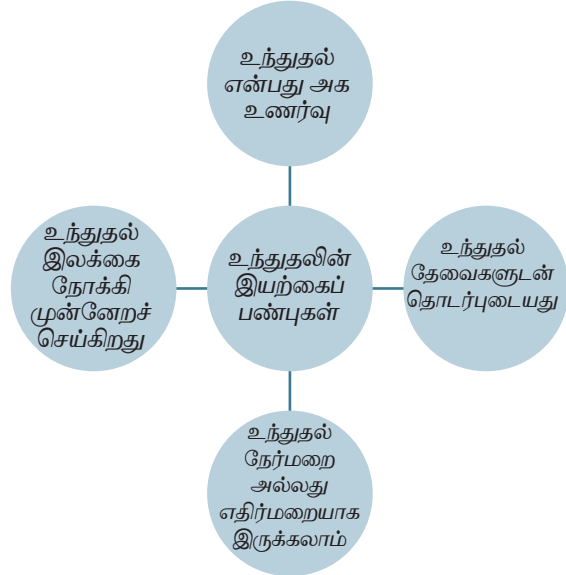 உந்துதல்
என்பது அக
உணர்வு
உந்துதல்
இலக்கை
நோக்கி
முன்னேறச்
செய்கிறது
உந்துதலின்
இயற்கைப்
பண்புகள்
உந்துதல்
தேவைகளுடன்
தொடர்புடையது
உந்துதல்
நேர்மறை
அல்லது
எதிர்மறையாக
இருக்கலாம்